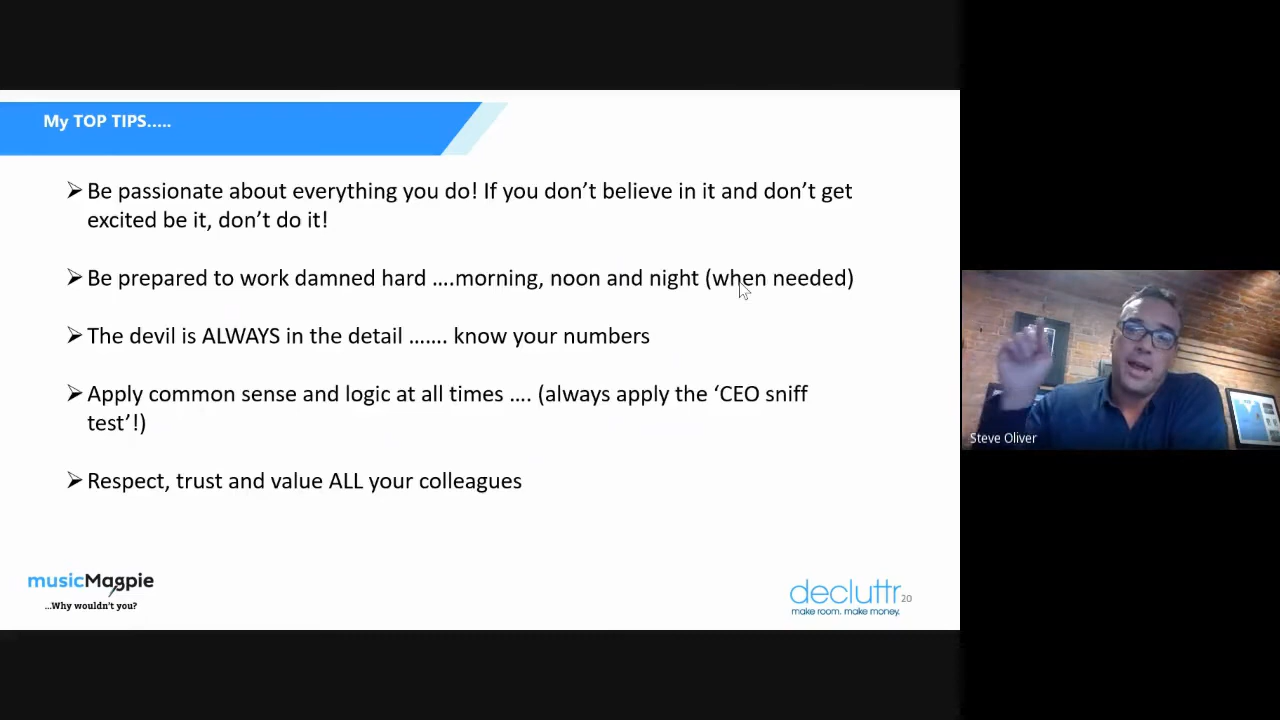 My TOP TIPS.....
➢ Be passionate about everything you do! If you don’t believe in it and don’t get
excited be it, don’t do it!
➢ Be prepared to work damned hard ….morning, noon and night (when needed)
➢ The devil is ALWAYS in the detail ……. know your numbers
➢ Apply common sense and logic at all times …. (always apply the ‘CEO sniff
test’!)
➢ Respect, trust and value ALL your colleagues
musicMagpie
...Why wouldn't you?
decluttr
make room. make money.
20
Steve Oliver